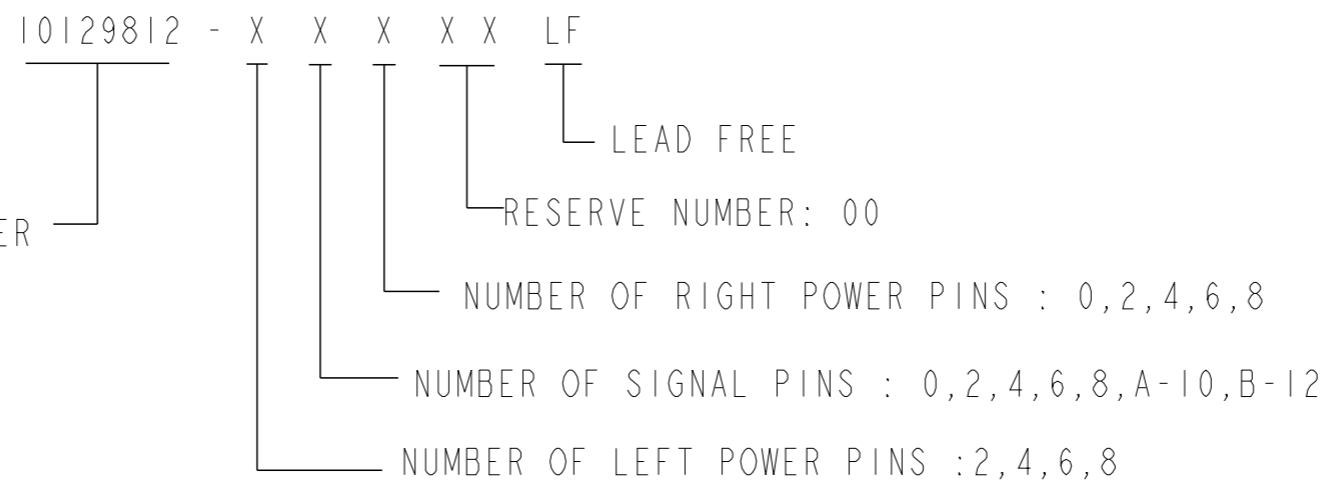 10129812 - X X X X X LF
LEAD FREE
RESERVE NUMBER: 00
ER
NUMBER OF RIGHT POWER PINS : 0,2,4,6,8
NUMBER OF SIGNAL PINS : 0,2,4,6,8,A-10,B-12
NUMBER OF LEFT POWER PINS :2,4,6,8